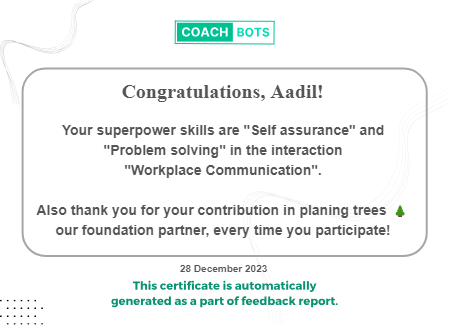 COACH BOTS
Congratulations, Aadil!
Your superpower skills are "Self assurance" and
"Problem solving" in the interaction
"Workplace Communication".
Also thank you for your contribution in planing trees 🌲
our foundation partner, every time you participate!
28 December 2023
This certificate is automatically
generated as a part of feedback report.